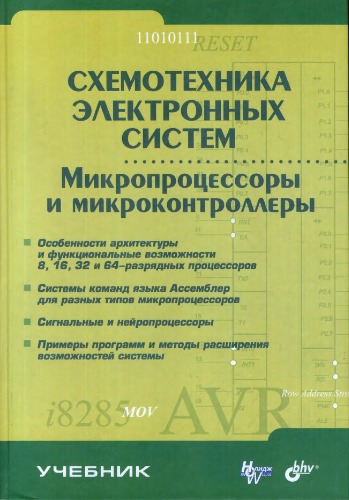 11010111
RESET
СХЕМОТЕХНИКА
ЭЛЕКТРОННЫХ
СИСТЕМ
Микропроцессоры
и микроконтроллеры
Особенности архитектуры
и функциональные возможности
8, 16, 32 и 64-разрядных процессоров
Системы команд языка Ассемблер
для разных типов микропроцессоров
Сигнальные и нейропроцессоры
Примеры программ и методы расширения
возможностей системы
Row Address Stro
i8285
MOV
AVR
УЧЕБНИК
bhv